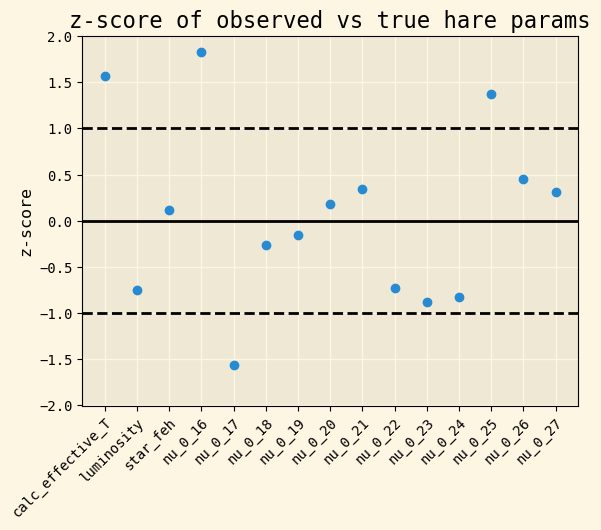 z-score of observed vs true hare params
z-score
2.0
1.5
1.0
0.5
0.0
−0.5
−1.0
−1.5
−2.0
calc_effective_T
luminosity
star_feh
nu_0_16
nu_0_17
nu_0_18
nu_0_19
nu_0_20
nu_0_21
nu_0_22
nu_0_23
nu_0_24
nu_0_25
nu_0_26
nu_0_27